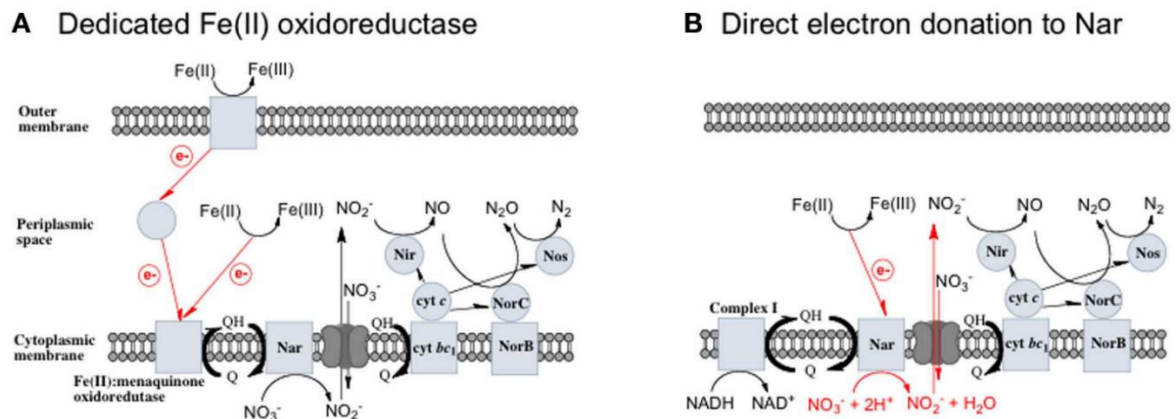 A Dedicated Fe(II) oxidoreductase
Fe(II) Fe(III)
Outer
membrane
e-
Periplasmic
space
Fe(II) Fe(III)
e-
e-
NO2- NO N2O N2
Nir Nos
NO3-
cyt c NorC
Cytoplasmic
membrane
QH
Q
Nar
QH
Q
cyt bc1
NorB
Fe(II):menaquinone
oxidoredutase
NO3- NO2-
B Direct electron donation to Nar
Fe(II) Fe(III)
e-
NO2- NO N2O N2
Nir Nos
NO3-
cyt c NorC
Complex I
QH
Q
Nar
QH
Q
cyt bc1
NorB
NADH NAD+
NO3- + 2H+ NO2- + H2O